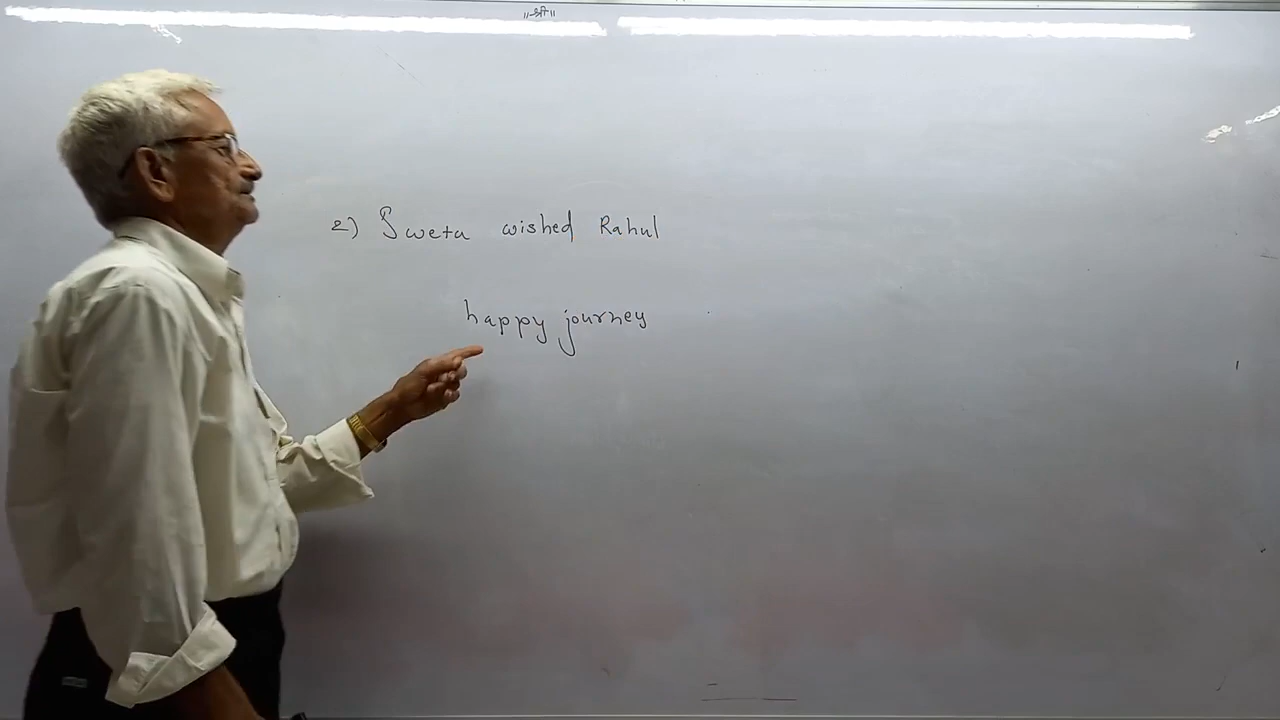 ॥श्री॥
2) Sweta wished Rahul
happy journey